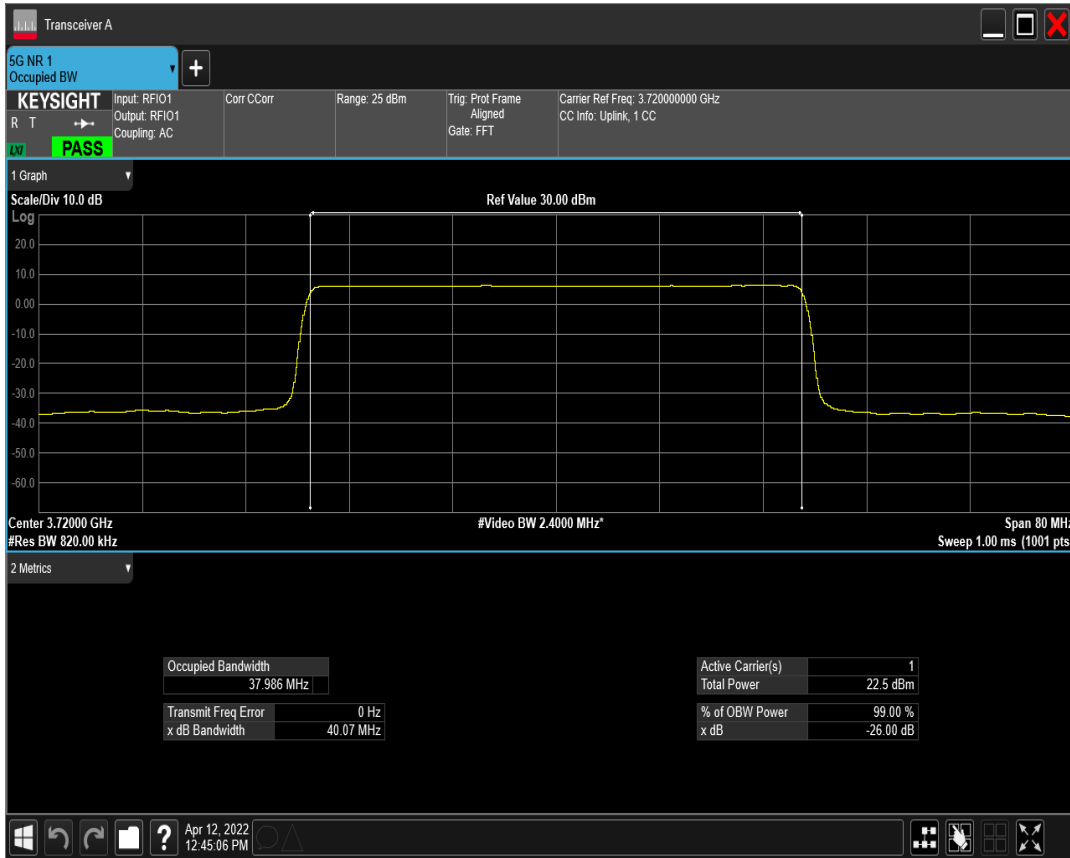 Transceiver A
5G NR 1
Occupied BW
+
KEYSIGHT
R T
LXI
PASS
Input: RFIO1
Output: RFIO1
Coupling: AC
Corr CCorr
Range: 25 dBm
Trig: Prot Frame
Aligned
Gate: FFT
Carrier Ref Freq: 3.720000000 GHz
CC Info: Uplink, 1 CC
1 Graph
Scale/Div 10.0 dB
Ref Value 30.00 dBm
Log
20.0
10.0
0.00
-10.0
-20.0
-30.0
-40.0
-50.0
-60.0
Center 3.72000 GHz
#Video BW 2.4000 MHz*
Span 80 MHz
#Res BW 820.00 kHz
Sweep 1.00 ms (1001 pts
2 Metrics
Occupied Bandwidth
37.986 MHz
Transmit Freq Error 0 Hz
x dB Bandwidth 40.07 MHz
Active Carrier(s) 1
Total Power 22.5 dBm
% of OBW Power 99.00 %
x dB -26.00 dB
?
Apr 12, 2022
12:45:06 PM